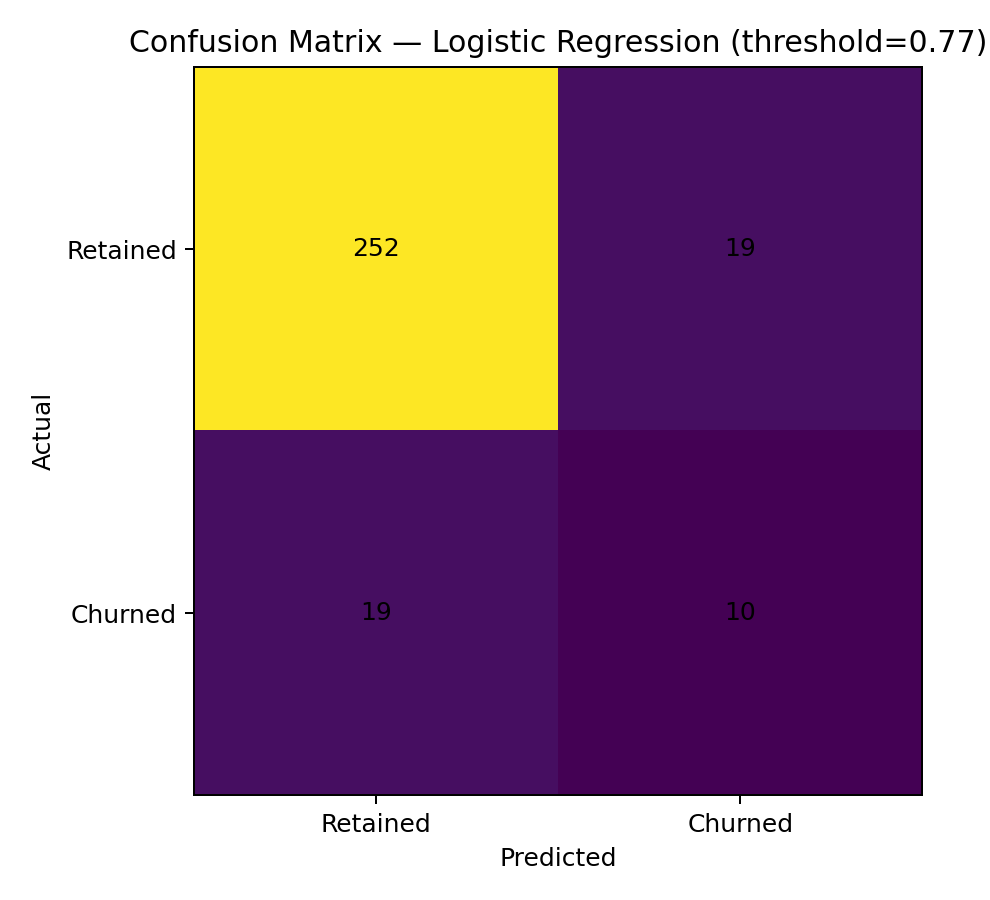 Confusion Matrix — Logistic Regression (threshold=0.77)
Retained
252
19
Actual
Churned
19
10
Retained
Churned
Predicted